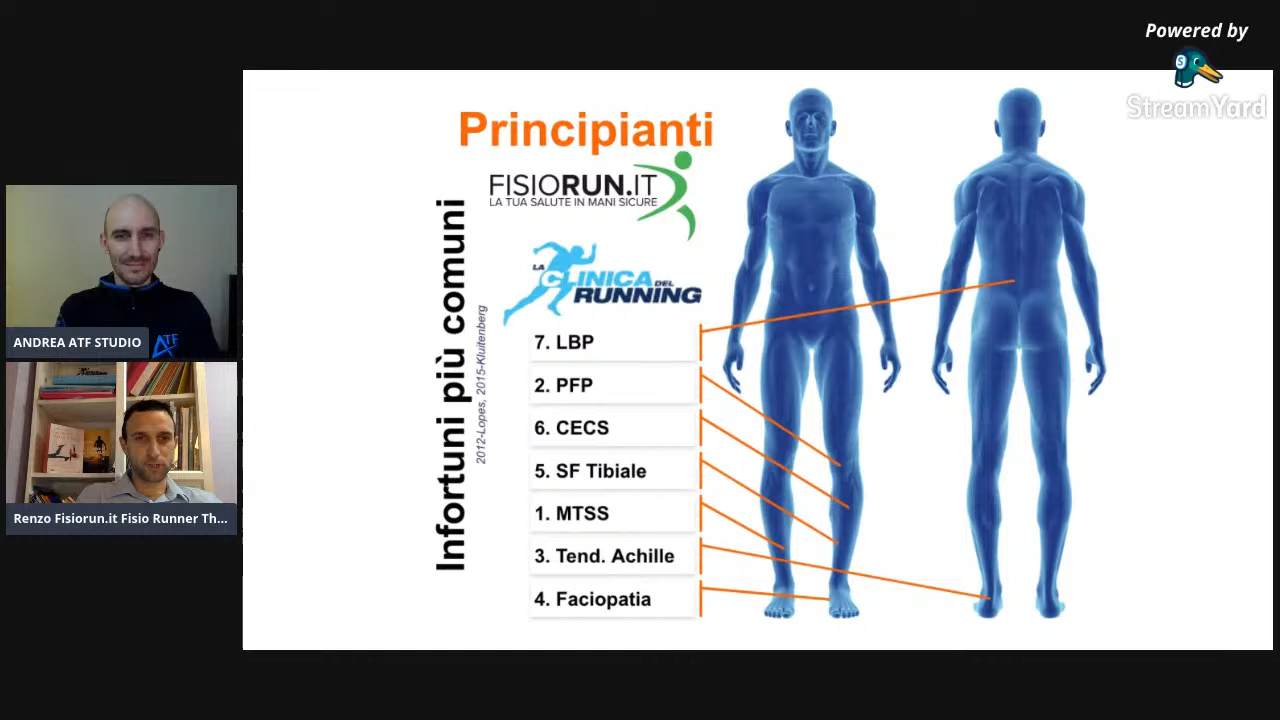 Powered by
StreamYard
Principianti
FISIORUN.IT
LA TUA SALUTE IN MANI SICURE
LA CLINICA DEL RUNNING
Infortuni più comuni
2012-Lopes, 2015-Kluitenberg
7. LBP
2. PFP
6. CECS
5. SF Tibiale
1. MTSS
3. Tend. Achille
4. Faciopatia
ANDREA ATF STUDIO
ATF
Renzo Fisiorun.it Fisio Runner Th...